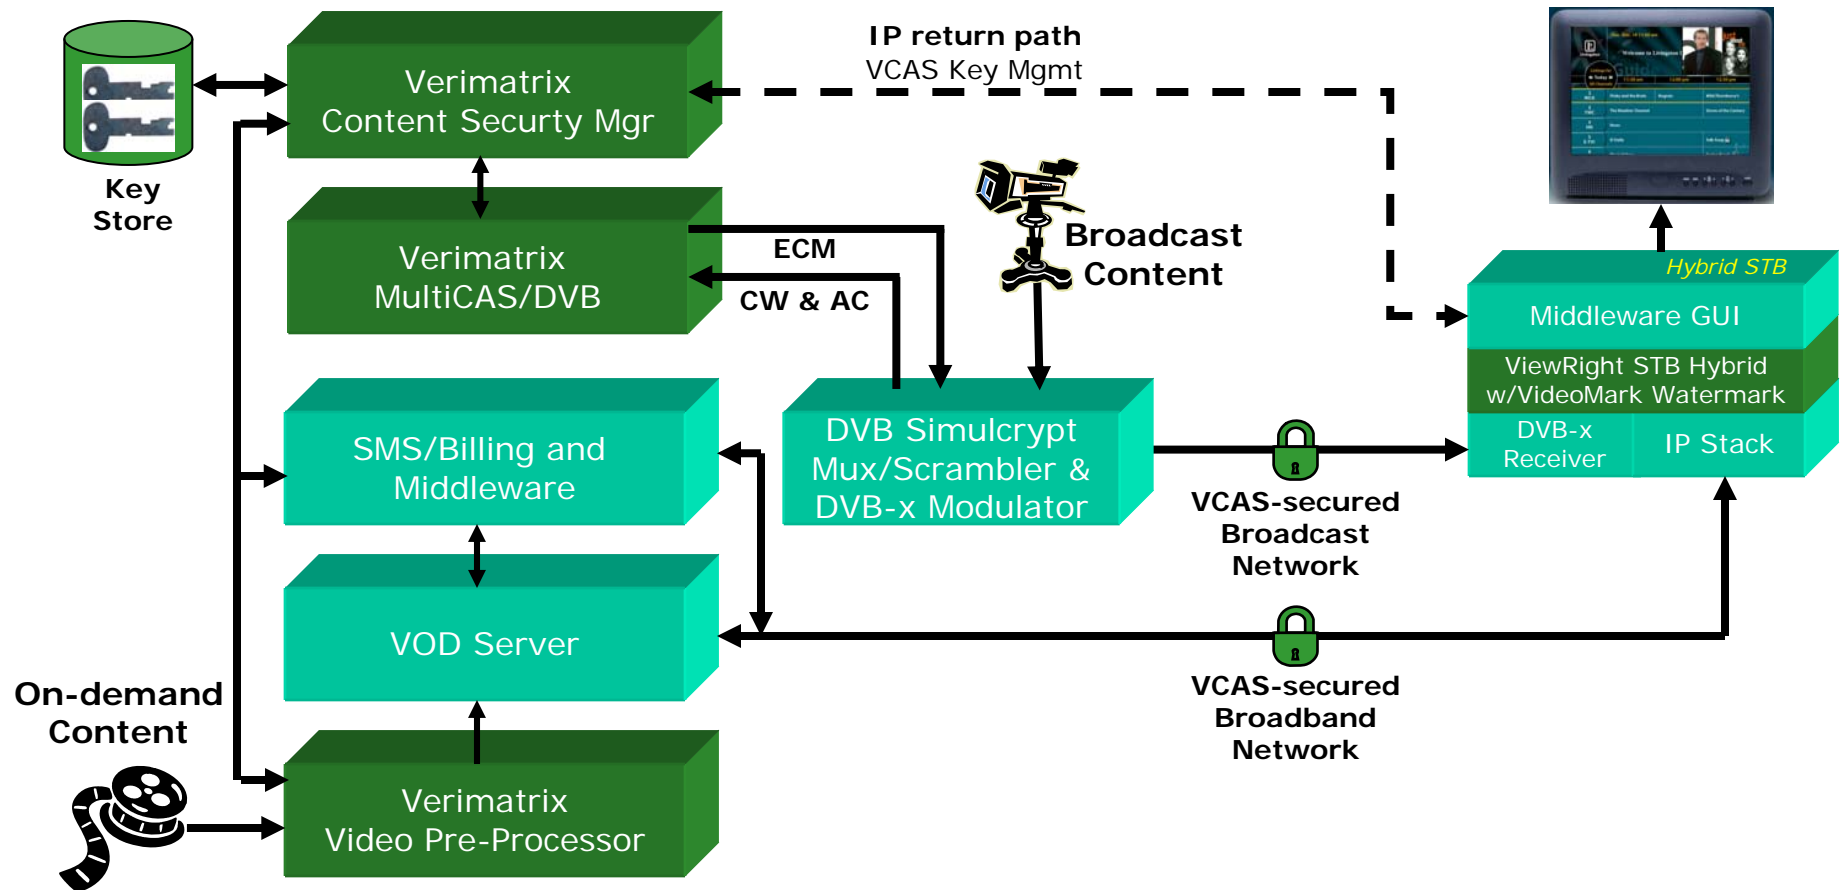 IP return path
VCAS Key Mgmt
Verimatrix
Content Securty Mgr
Key
Store
Verimatrix
MultiCAS/DVB
ECM
CW & AC
Broadcast
Content
Hybrid STB
Middleware GUI
ViewRight STB Hybrid
w/VideoMark Watermark
DVB-x
Receiver
IP Stack
SMS/Billing and
Middleware
DVB Simulcrypt
Mux/Scrambler &
DVB-x Modulator
VCAS-secured
Broadcast
Network
VOD Server
VCAS-secured
Broadband
Network
On-demand
Content
Verimatrix
Video Pre-Processor